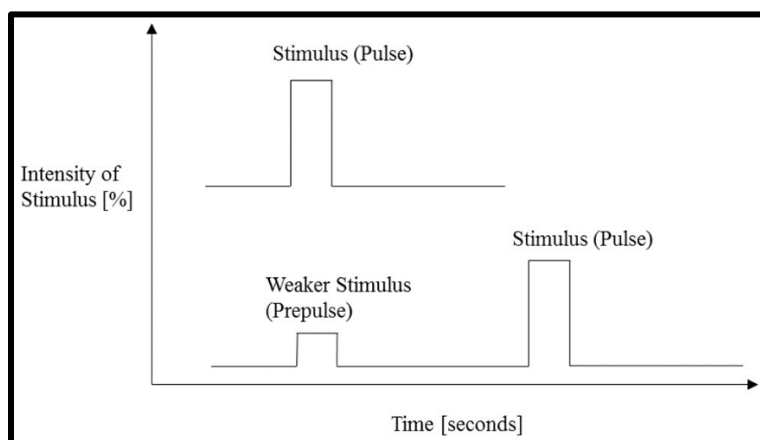 Stimulus (Pulse)
Intensity of
Stimulus [%]
Stimulus (Pulse)
Weaker Stimulus
(Prepulse)
Time [seconds]